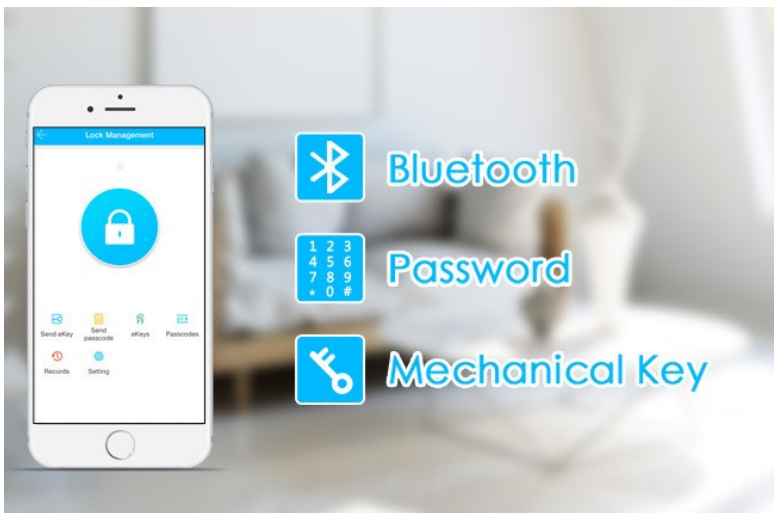 Lock Management
Send eKey
Send passcode
eKeys
Passcodes
Records
Setting
Bluetooth
1 2 3
4 5 6
7 8 9
* 0 #
Password
Mechanical Key